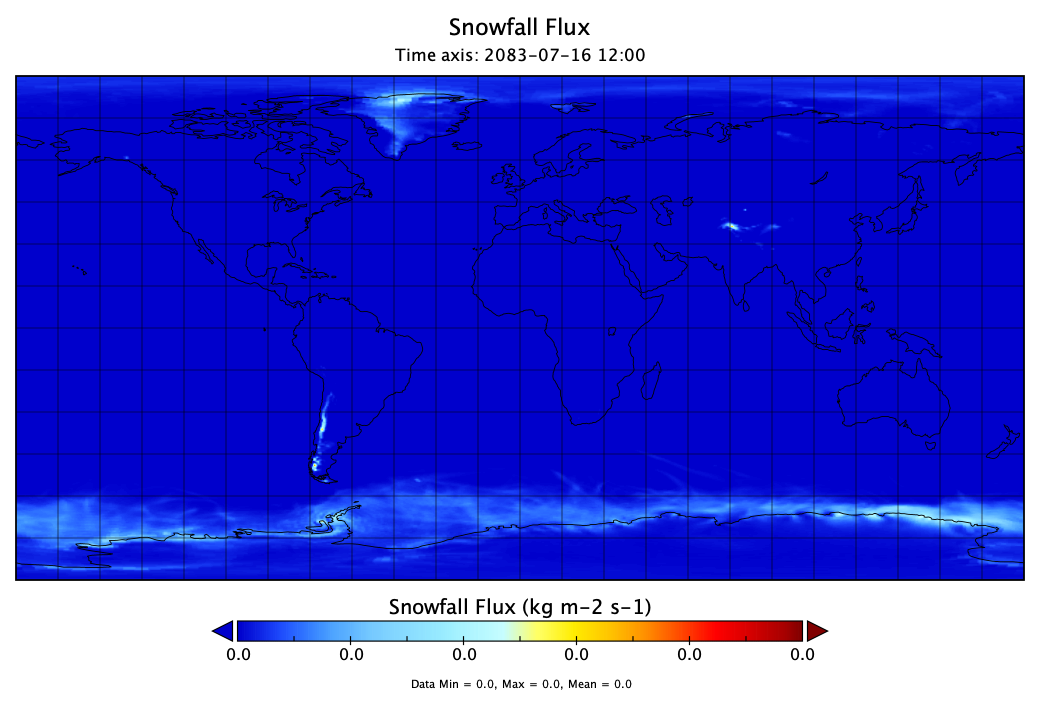 Snowfall Flux
Time axis: 2083-07-16 12:00
Snowfall Flux (kg m-2 s-1)
0.0 0.0 0.0 0.0 0.0 0.0
Data Min = 0.0, Max = 0.0, Mean = 0.0